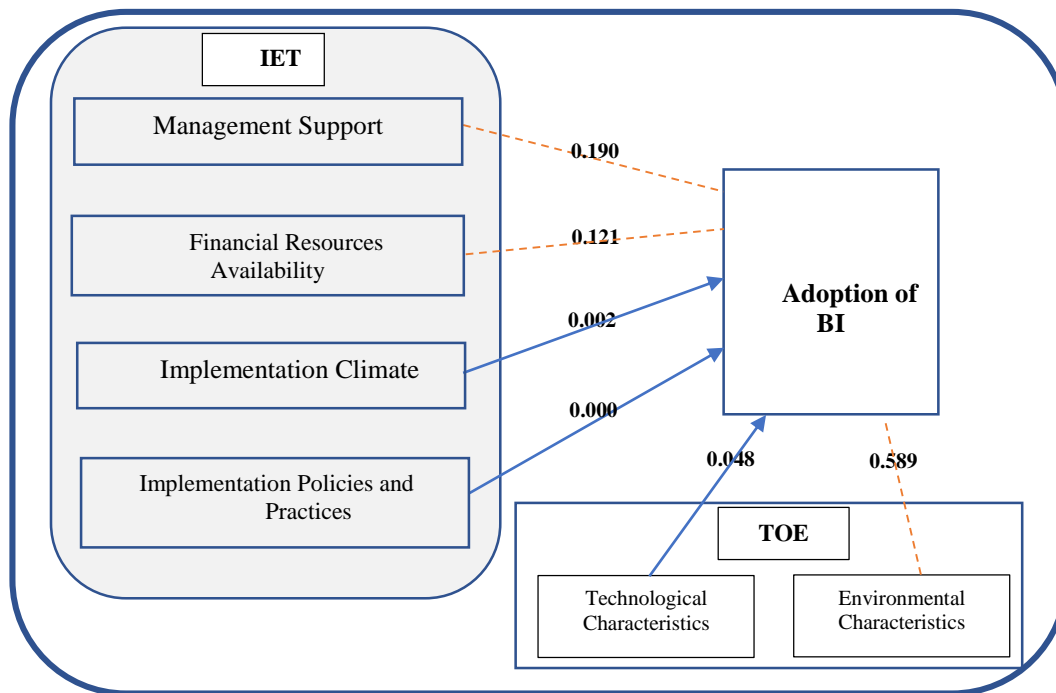 IET
Management Support
0.190
Financial Resources
Availability
0.121
Implementation Climate
0.002
Implementation Policies and
Practices
0.000
Adoption of
BI
0.048
0.589
TOE
Technological
Characteristics
Environmental
Characteristics